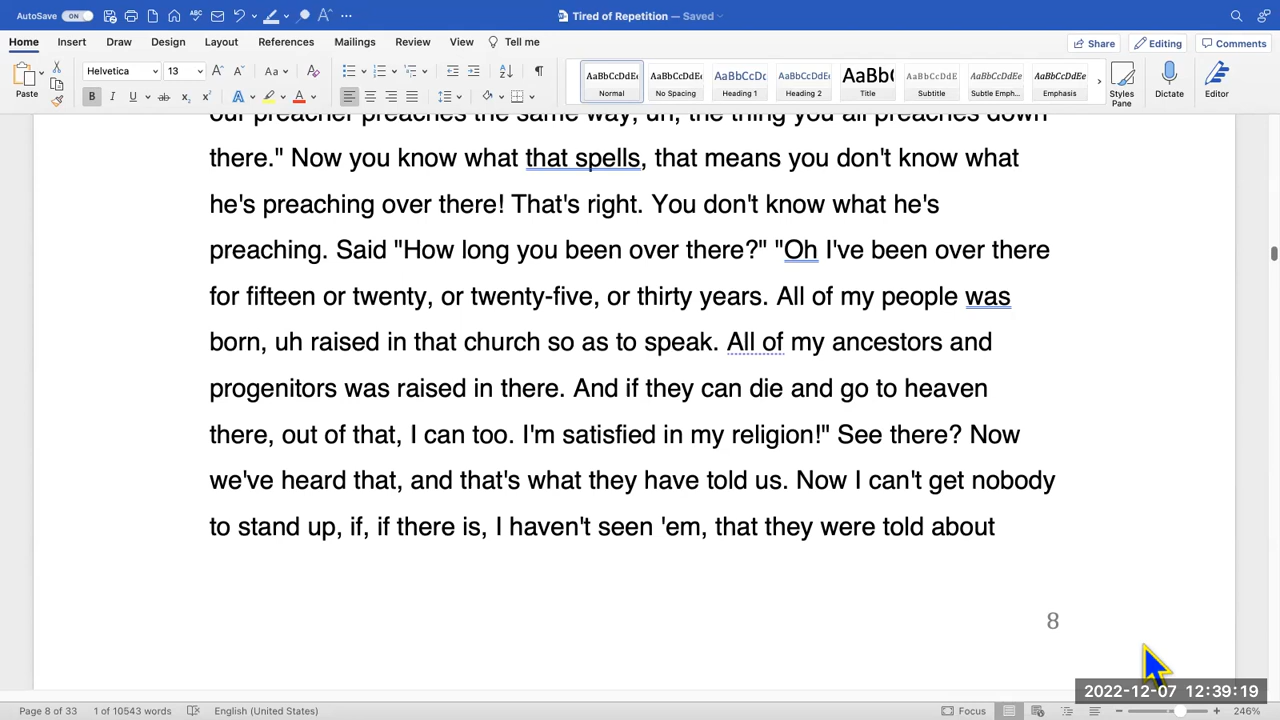 AutoSave ON Tired of Repetition — Saved
Home Insert Draw Design Layout References Mailings Review View Tell me Share Editing Comments
Paste Helvetica 13 Aa AaBbCcDdEe Normal AaBbCcDdEe No Spacing AaBbCcDc Heading 1 AaBbCcDdEe Heading 2 AaBbC Title AaBbCcDdEe Subtitle AaBbCcDdEe Subtle Emph... AaBbCcDdEe Emphasis Styles Pane Dictate Editor
our preacher preaches the same way, uh, the thing you all preaches down
there." Now you know what that spells, that means you don't know what
he's preaching over there! That's right. You don't know what he's
preaching. Said "How long you been over there?" "Oh I've been over there
for fifteen or twenty, or twenty-five, or thirty years. All of my people was
born, uh raised in that church so as to speak. All of my ancestors and
progenitors was raised in there. And if they can die and go to heaven
there, out of that, I can too. I'm satisfied in my religion!" See there? Now
we've heard that, and that's what they have told us. Now I can't get nobody
to stand up, if, if there is, I haven't seen 'em, that they were told about
8
2022-12-07 12:39:19
Page 8 of 33 1 of 10543 words English (United States) Focus 246%